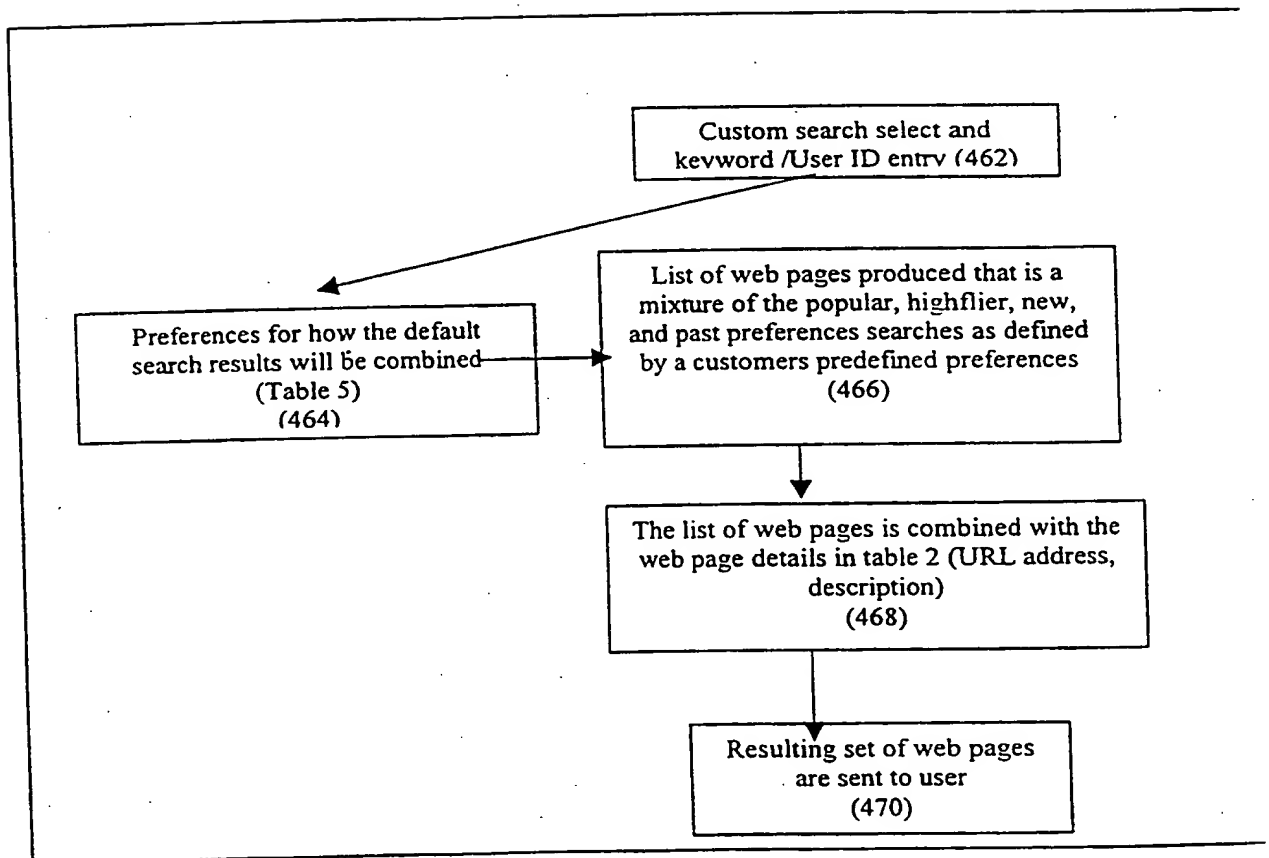 Custom search select and
keyword /User ID entry (462)
Preferences for how the default
search results will be combined
(Table 5)
(464)
List of web pages produced that is a
mixture of the popular, highflier, new,
and past preferences searches as defined
by a customers predefined preferences
(466)
The list of web pages is combined with the
web page details in table 2 (URL address,
description)
(468)
Resulting set of web pages
are sent to user
(470)